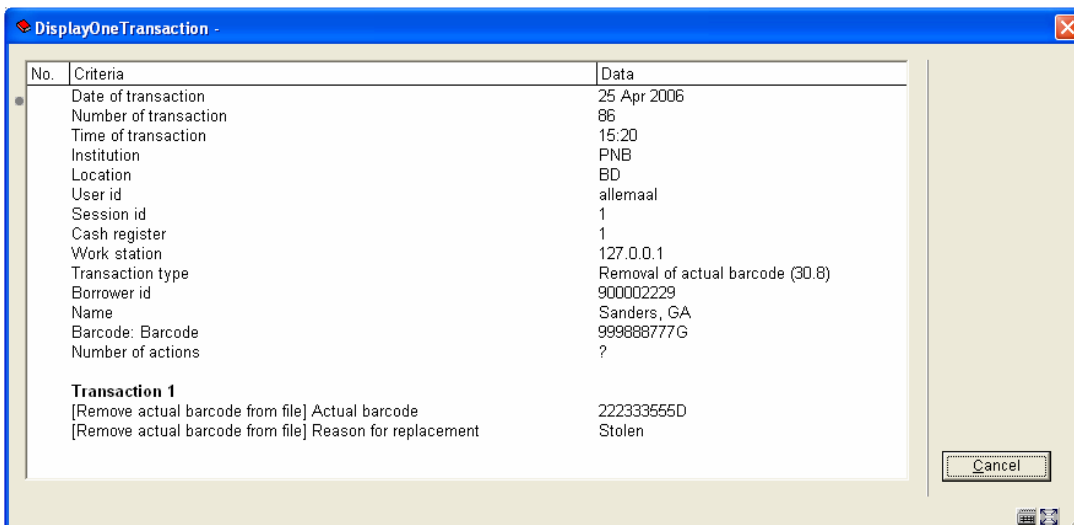 DisplayOneTransaction -
No. Criteria Data
Date of transaction 25 Apr 2006
Number of transaction 86
Time of transaction 15:20
Institution PNB
Location BD
User id allemaal
Session id 1
Cash register 1
Work station 127.0.0.1
Transaction type Removal of actual barcode (30.8)
Borrower id 900002229
Name Sanders, GA
Barcode: Barcode 999888777G
Number of actions ?
Transaction 1
[Remove actual barcode from file] Actual barcode 222333555D
[Remove actual barcode from file] Reason for replacement Stolen
Cancel